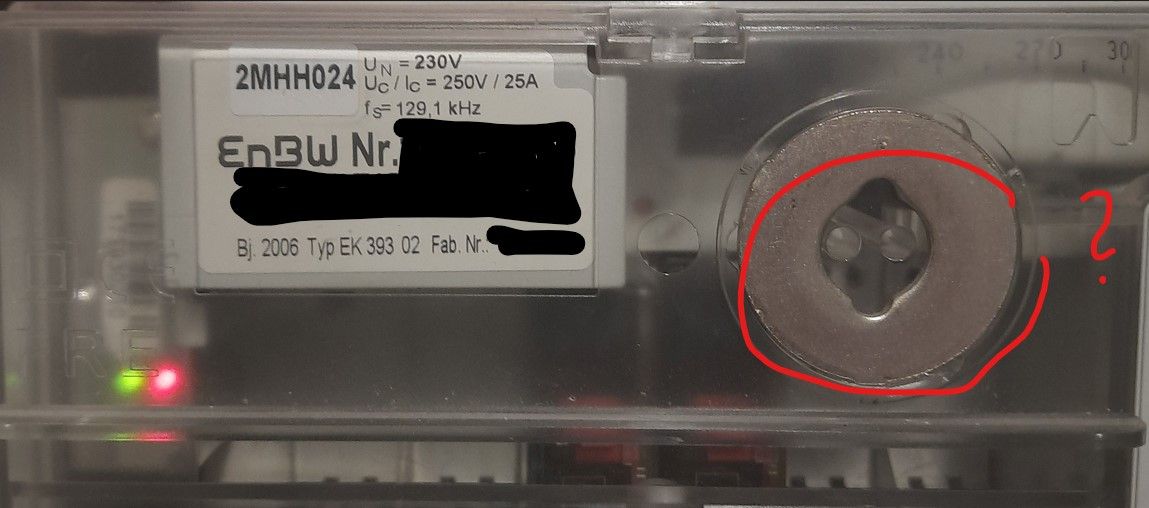 2MHH024
UN = 230V
UC / IC = 250V / 25A
fS= 129,1 kHz
EnBW Nr.
Bj. 2006 Typ EK 393 02 Fab. Nr.:
240 270 30
R E
?